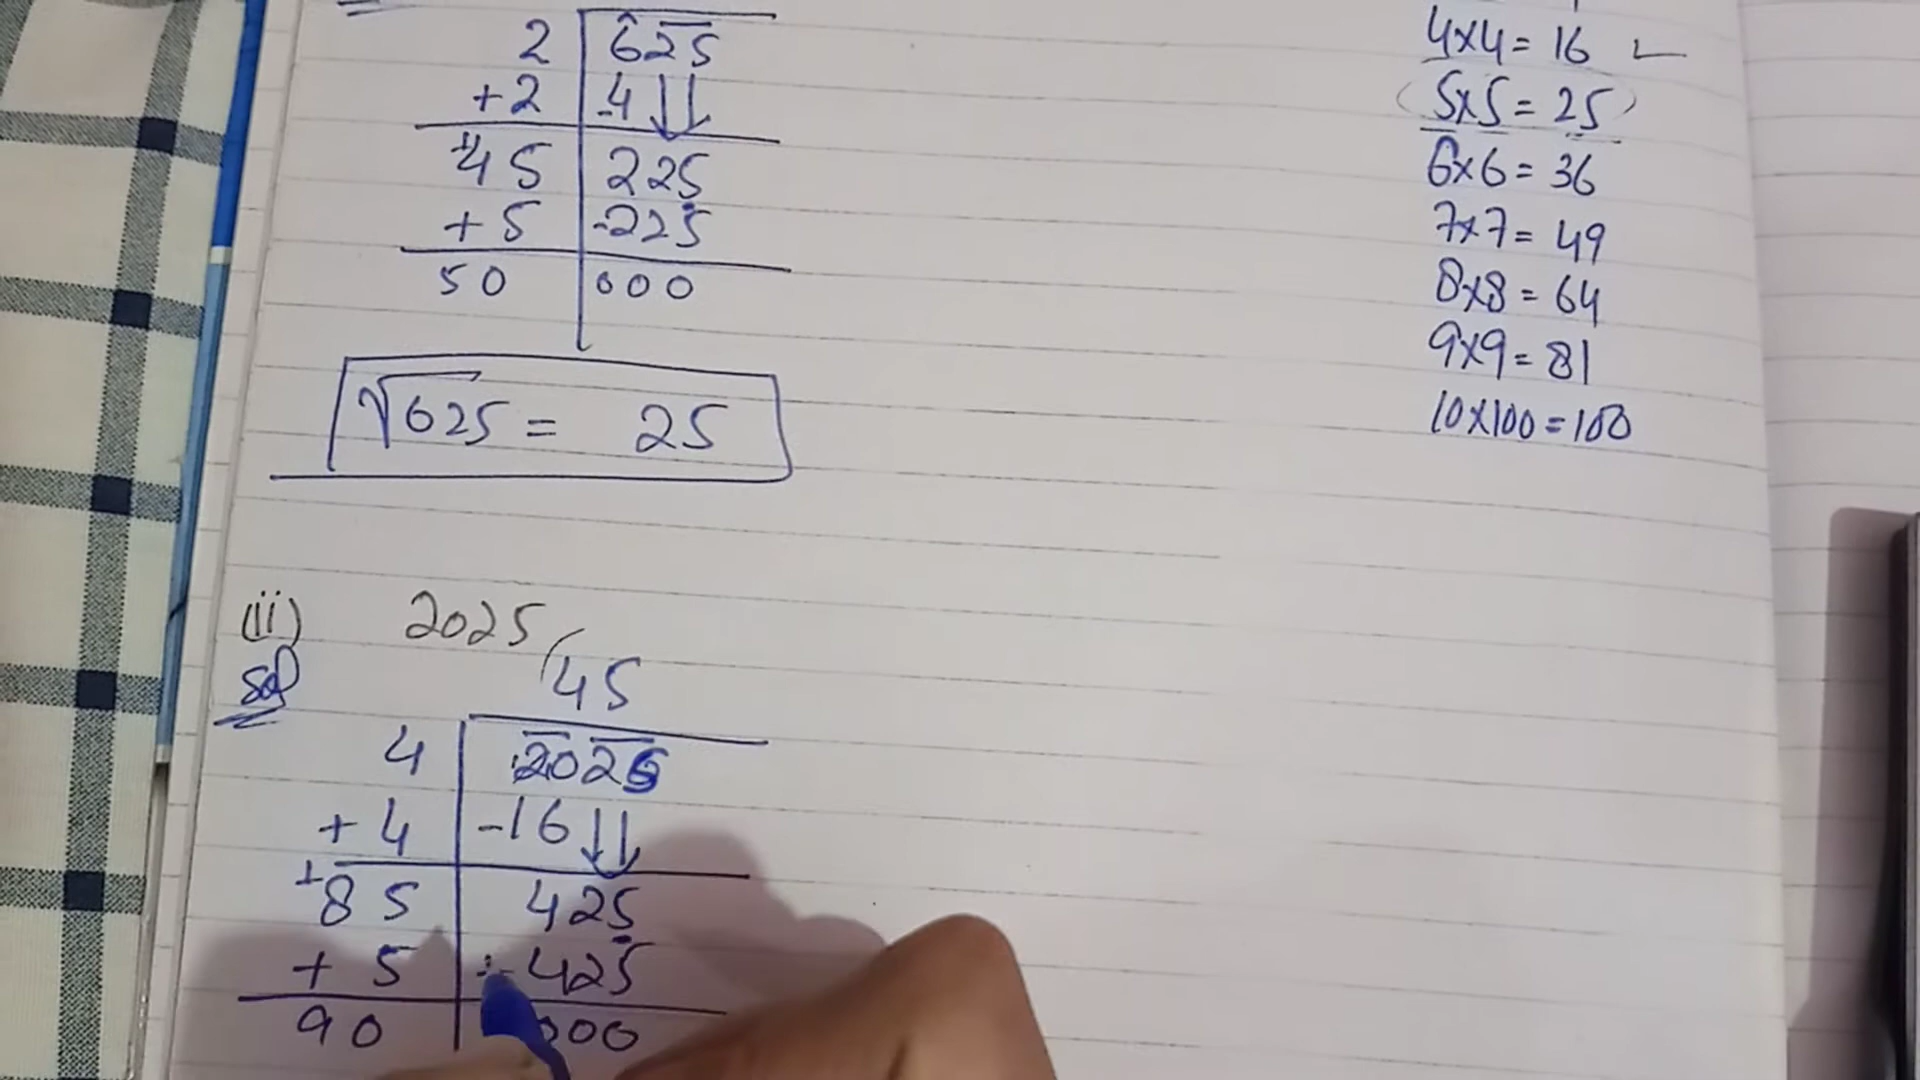 2 625
+2 -4
45 225
+5 -225
50 000
√625 = 25
4x4= 16
5x5= 25
6x6= 36
7x7= 49
8x8= 64
9x9= 81
10x100=100
(ii) 2025
Sol 45
4 2025
+4 -16
85 425
+5 -425
90 000